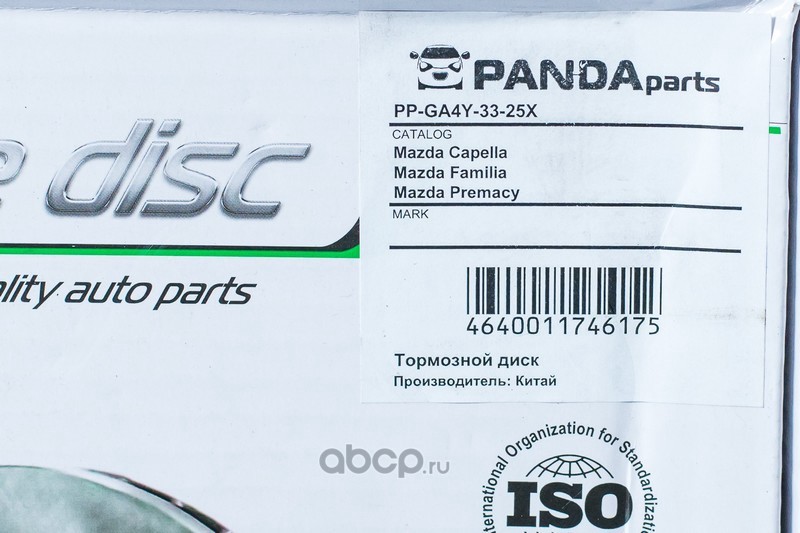 PANDAparts
PP-GA4Y-33-25X
CATALOG
Mazda Capella
Mazda Familia
Mazda Premacy
MARK
4640011746175
Тормозной диск
Производитель: Китай
disc
auto parts
International Organization for Standardization
ISO
abcp.ru